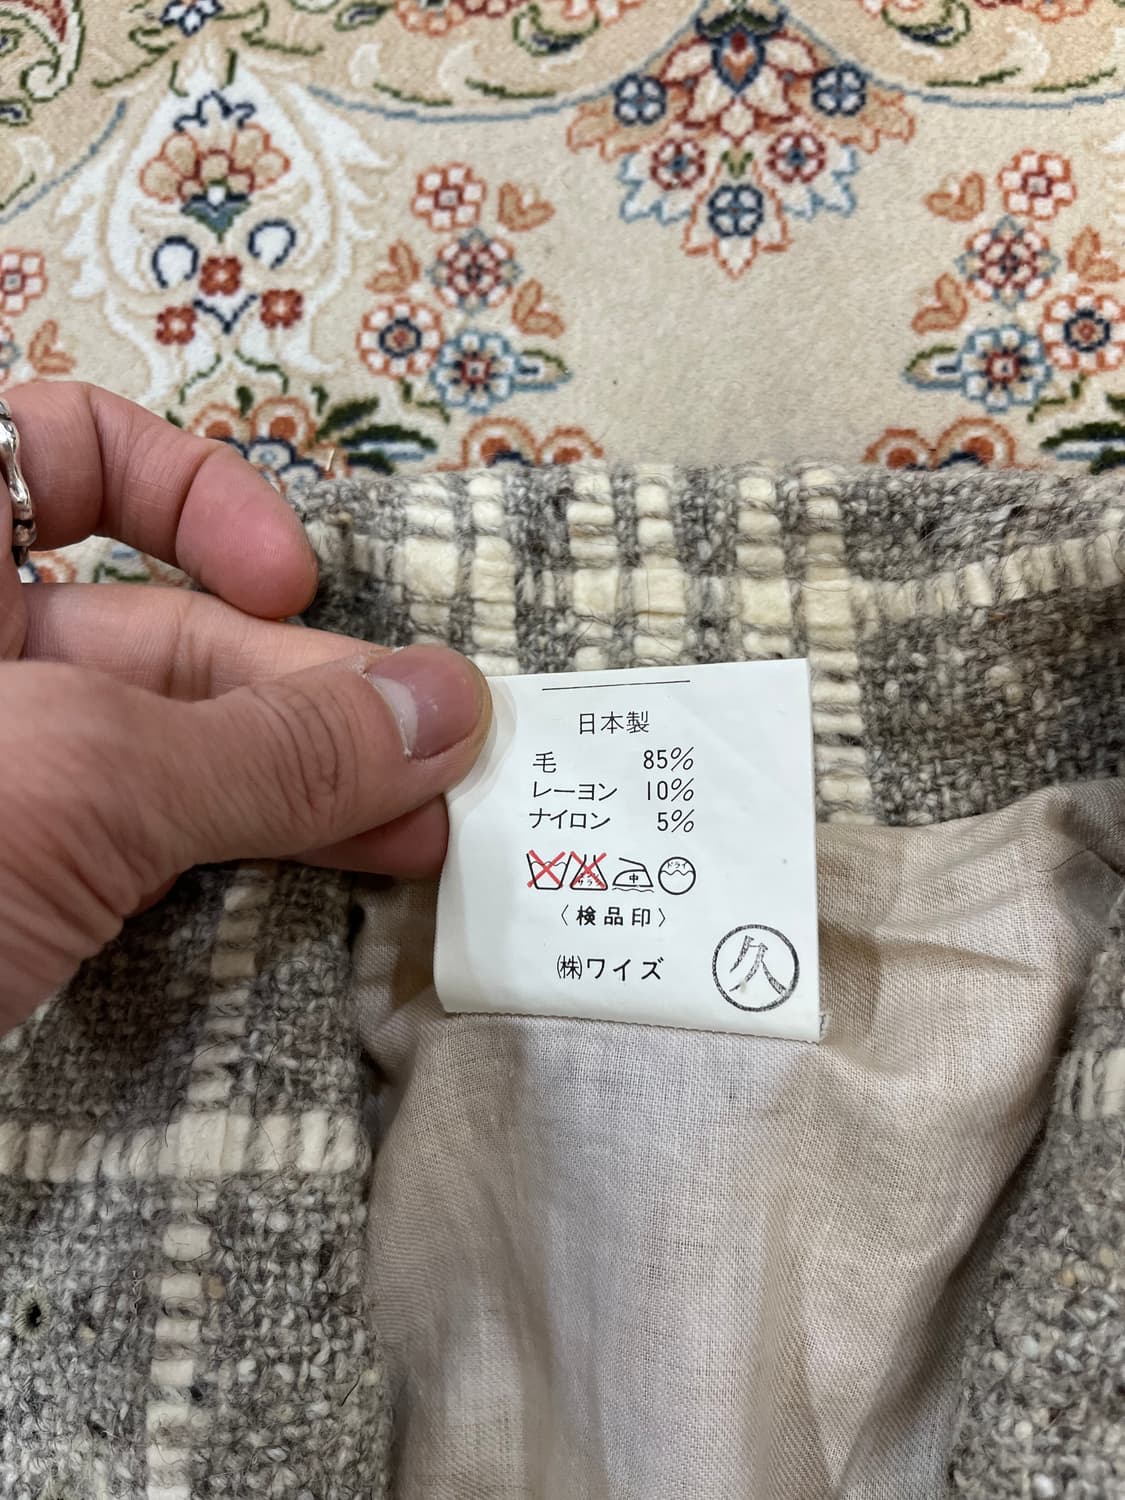 日本製
毛 85%
レーヨン 10%
ナイロン 5%
中 ドライ
〈検品印〉
㈱ワイズ
久